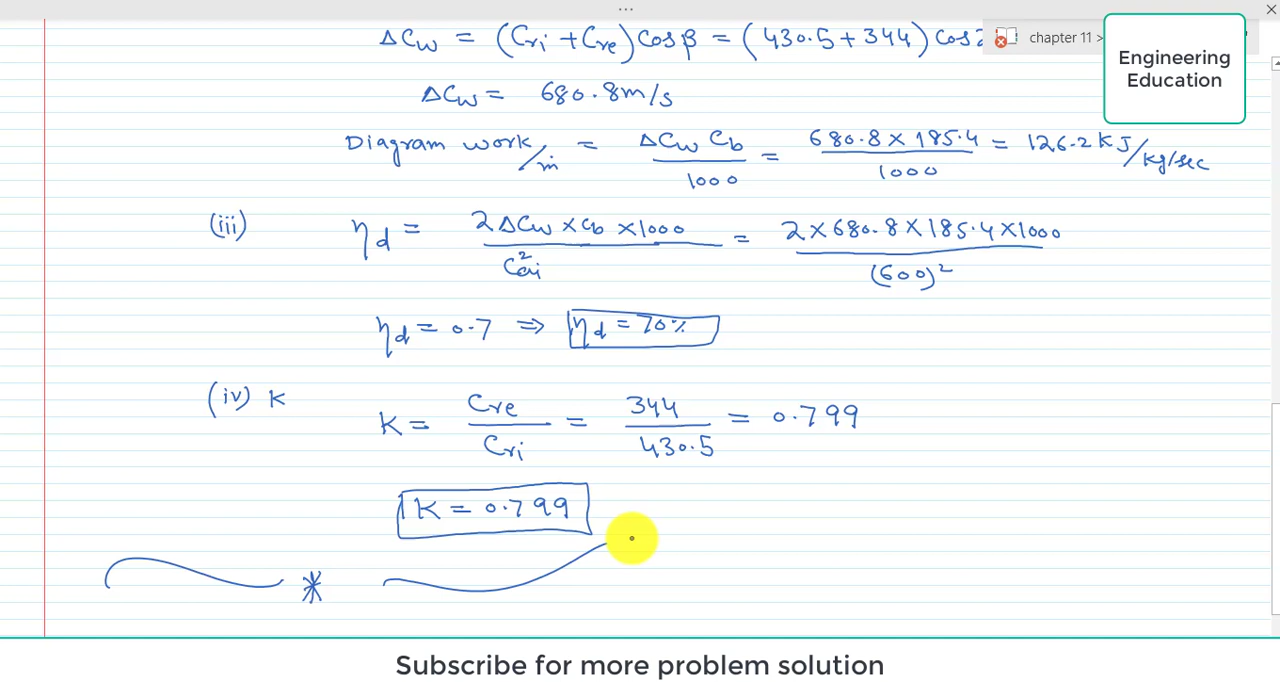 ...
ΔCw = (Cri + Cre) Cosβ = (430.5 + 344) Cos
chapter 11 >
Engineering
Education
ΔCw = 680.8 m/s
Diagram work/ṁ = ΔCw Cb / 1000 = 680.8 × 185.4 / 1000 = 126.2 KJ/kg/sec
(iii) ηd = 2ΔCw × Cb × 1000 / Cai² = 2 × 680.8 × 185.4 × 1000 / (600)²
ηd = 0.7 ⇒ ηd = 70%
(iv) K
K = Cre / Cri = 344 / 430.5 = 0.799
K = 0.799
Subscribe for more problem solution